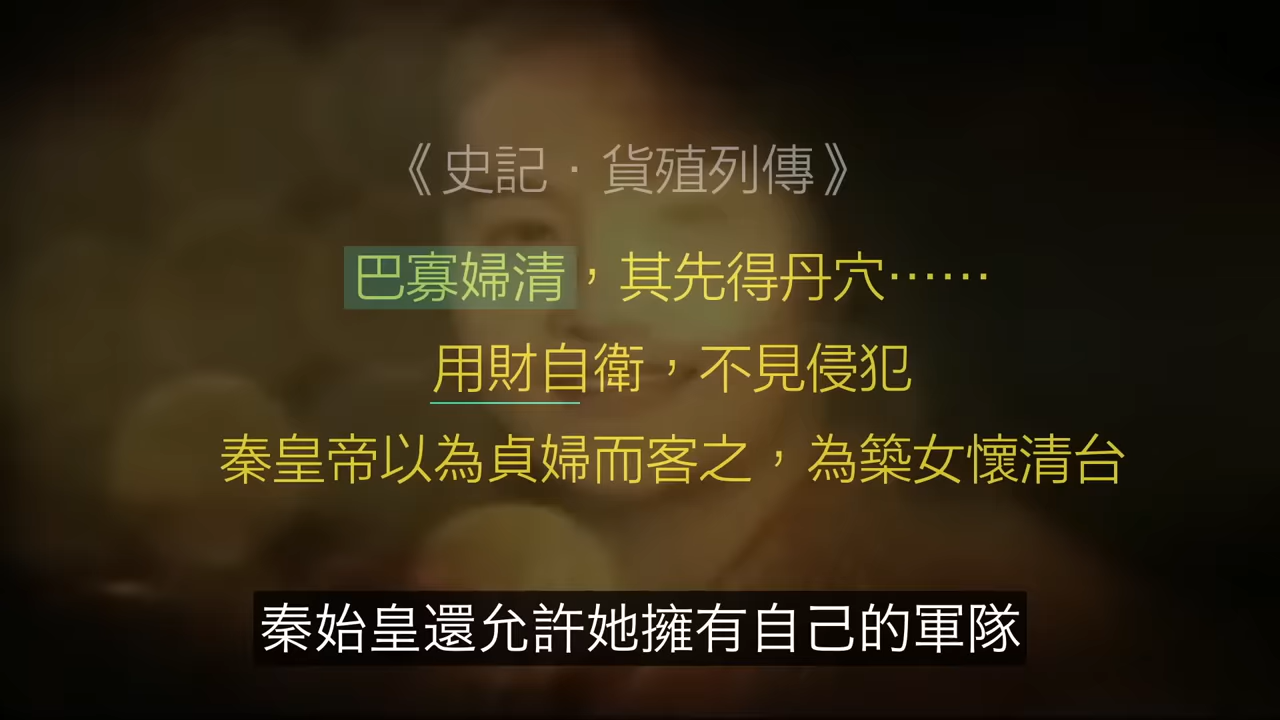 《史記．貨殖列傳》
巴寡婦清，其先得丹穴⋯⋯
用財自衛，不見侵犯
秦皇帝以為貞婦而客之，為築女懷清台
秦始皇還允許她擁有自己的軍隊